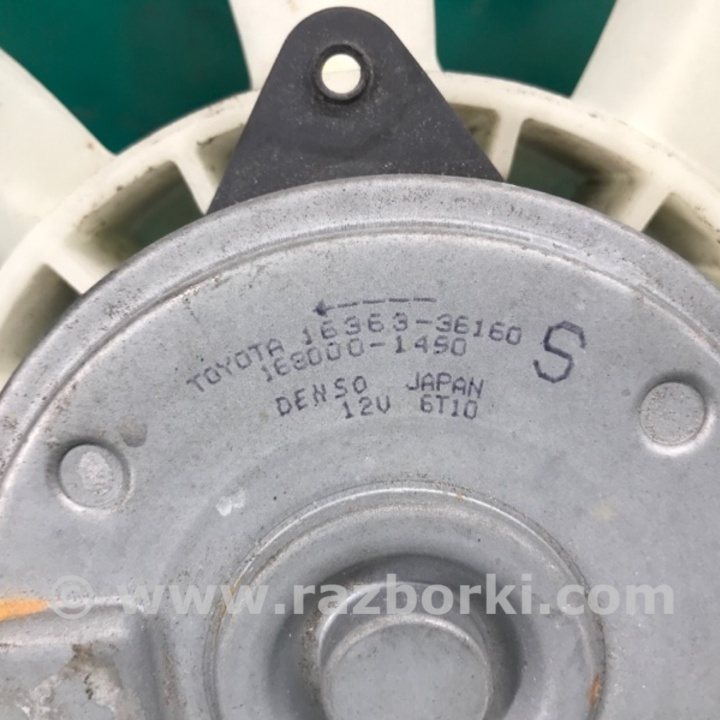 TOYOTA 16363-36160 S
168000-1490
DENSO JAPAN
12V 6T10
© www.razborki.com